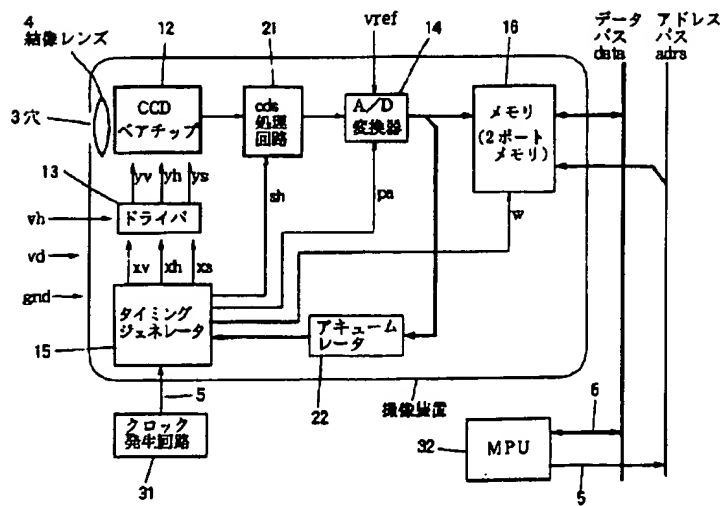 4
結像レンズ
3穴
12
CCD
ベアチップ
21
cds
処理
回路
vref
14
A/D
変換器
16
メモリ
(2ポート
メモリ)
データ
バス
data
アドレス
バス
adrs
13
yv
yh
ys
ドライバ
vh
vd
gnd
xv
xh
xs
sh
pa
w
タイミング
ジェネレータ
15
アキューム
レータ
22
撮像装置
5
クロック
発生回路
31
32
MPU
6
5